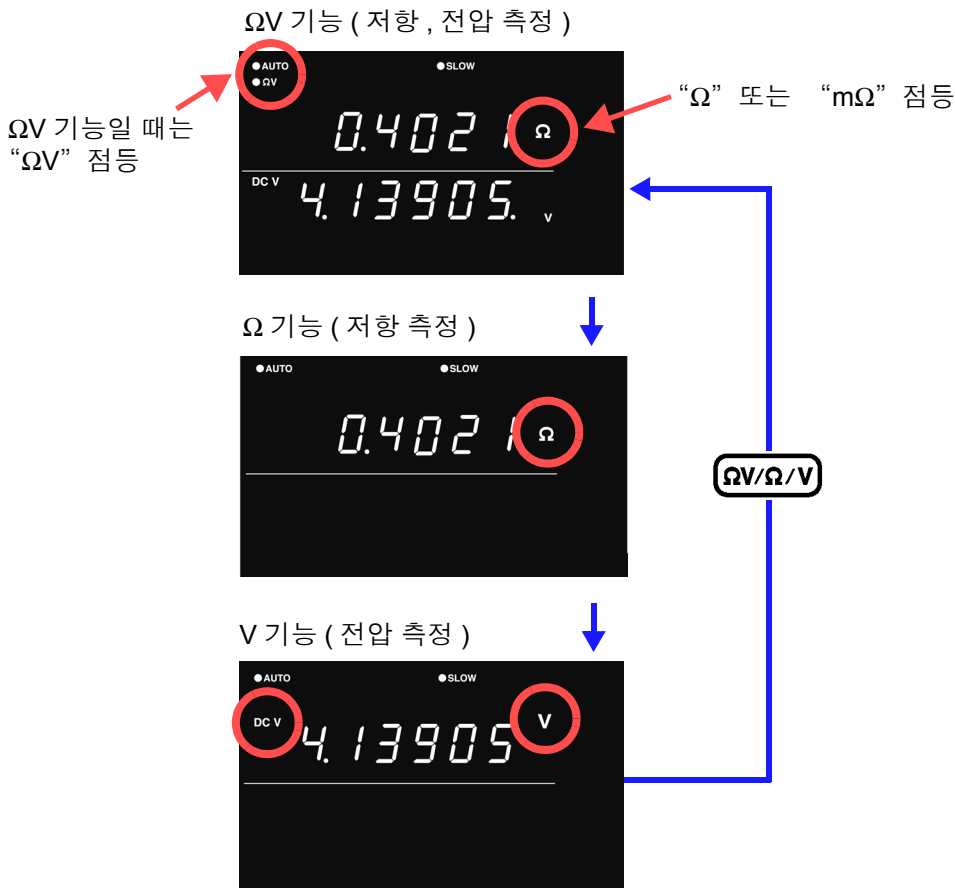 ΩV 기능 ( 저항 , 전압 측정 )
●AUTO ●SLOW
●ΩV
“Ω” 또는 “mΩ” 점등
ΩV 기능일 때는
“ΩV” 점등
0.4021 Ω
DC V 4.13905. V
Ω 기능 ( 저항 측정 )
●AUTO ●SLOW
0.4021 Ω
ΩV/Ω/V
V 기능 ( 전압 측정 )
●AUTO ●SLOW
DC V 4.13905 V